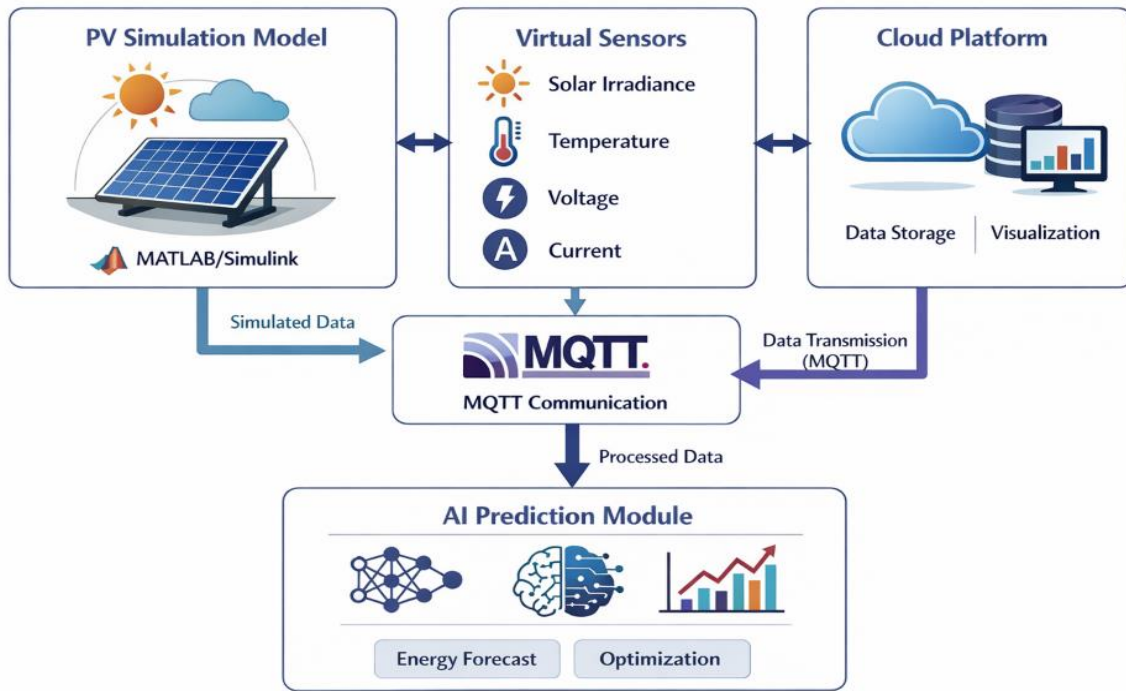 PV Simulation Model
MATLAB/Simulink
Virtual Sensors
Solar Irradiance
Temperature
Voltage
A
Current
Cloud Platform
Data Storage
Visualization
Simulated Data
MQTT.
MQTT Communication
Data Transmission
(MQTT)
Processed Data
AI Prediction Module
Energy Forecast
Optimization